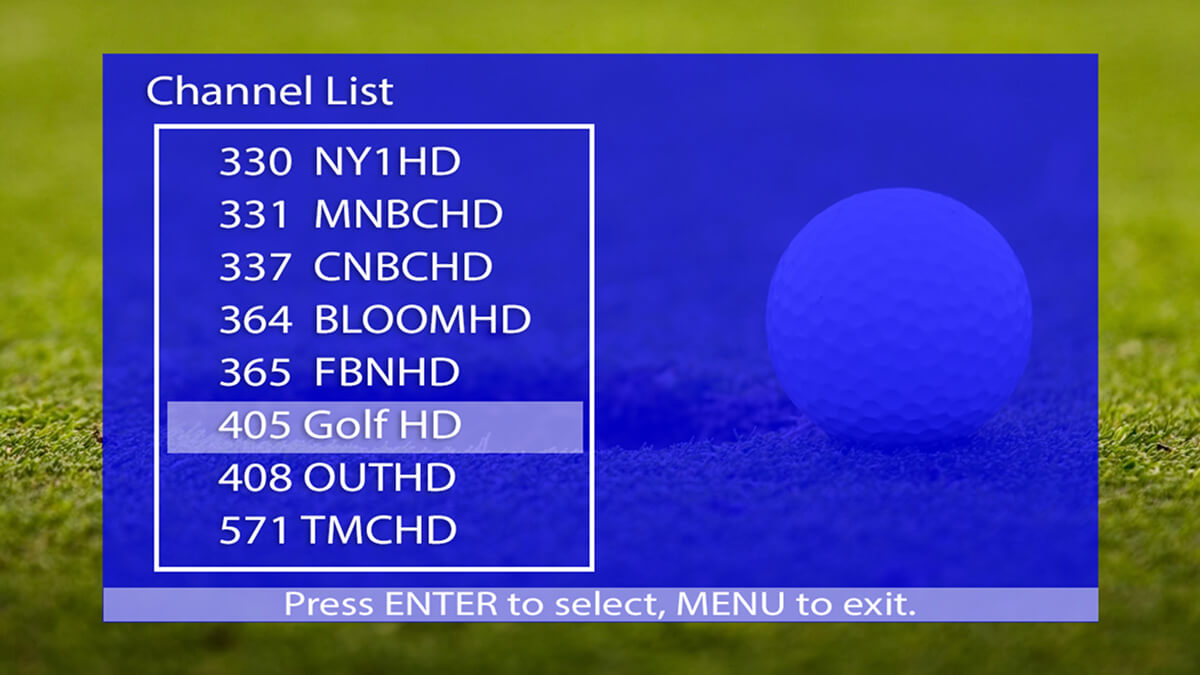 Channel List
330 NY1HD
331 MNBCHD
337 CNBCHD
364 BLOOMHD
365 FBNHD
405 Golf HD
408 OUTHD
571 TMCHD
Press ENTER to select, MENU to exit.